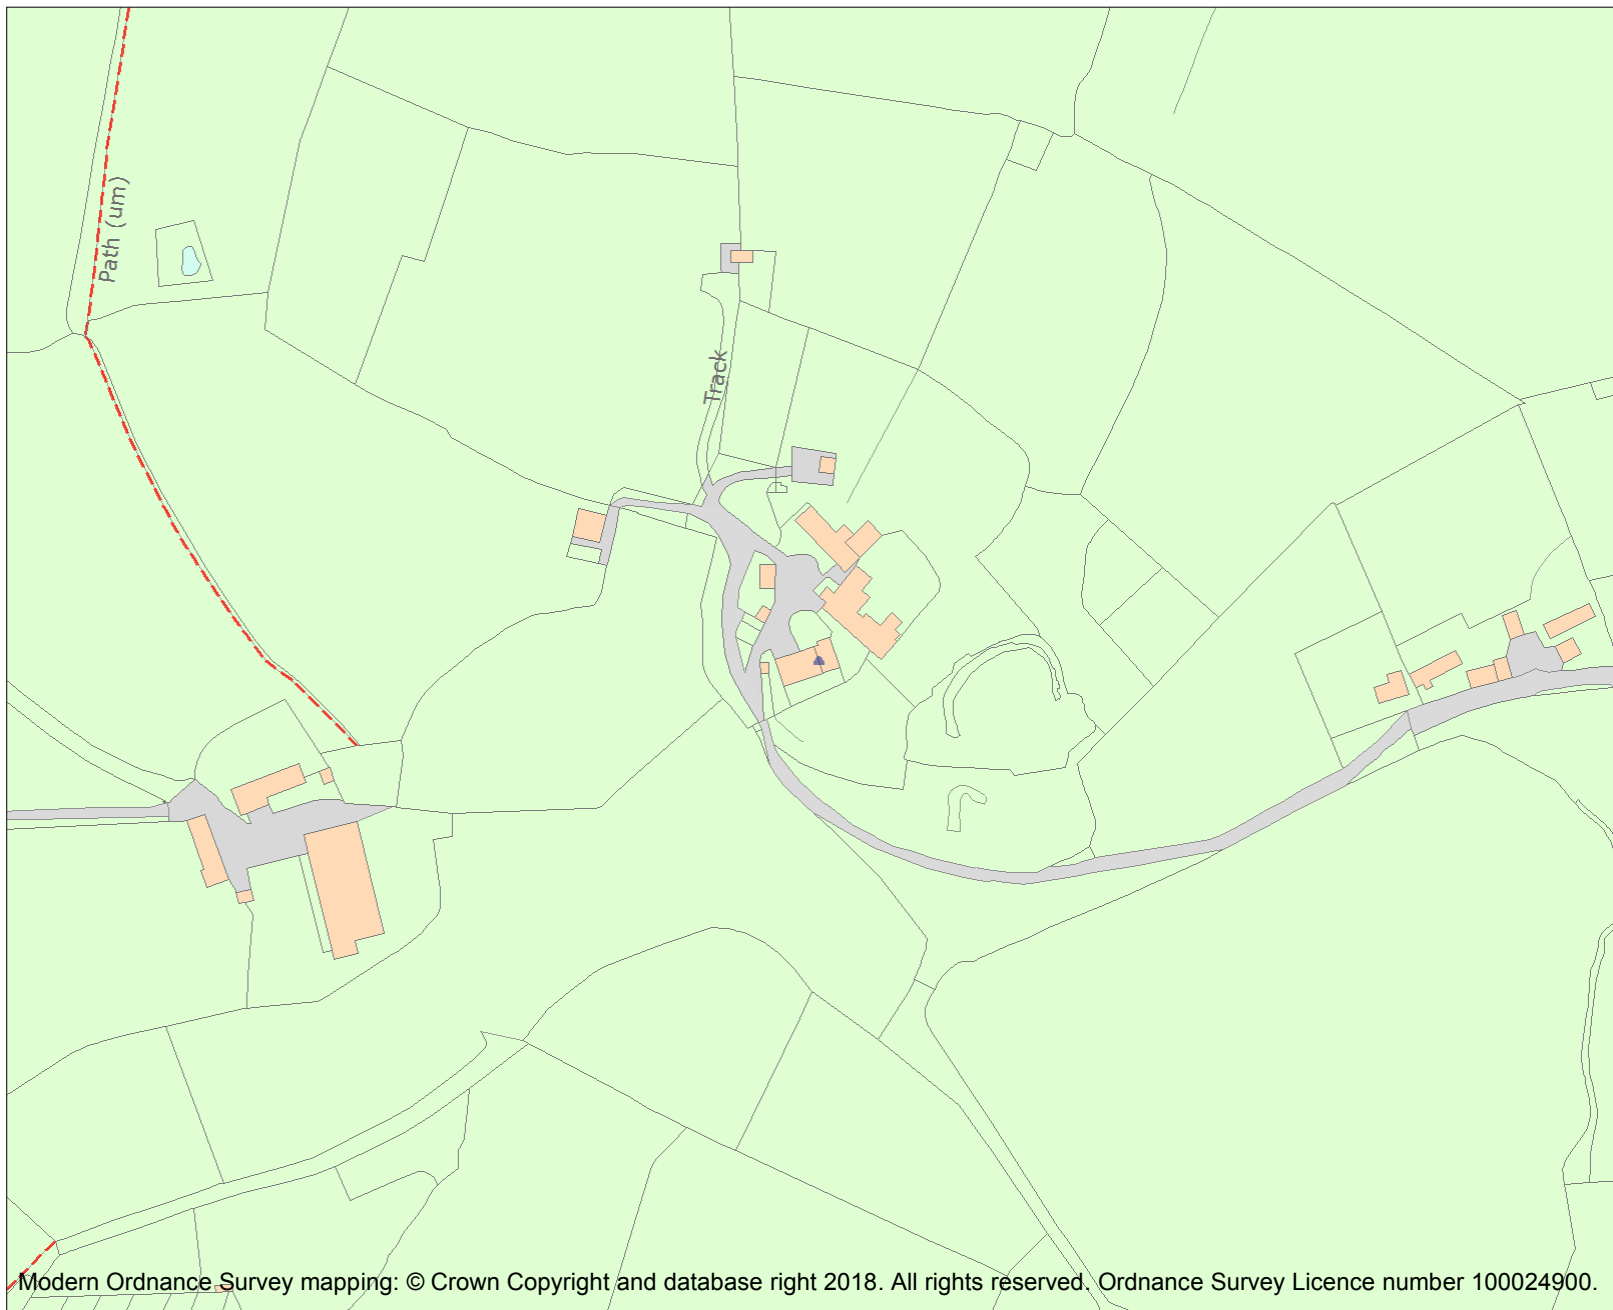 Path (um)
Track
Modern Ordnance Survey mapping: © Crown Copyright and database right 2018. All rights reserved. Ordnance Survey Licence number 100024900.